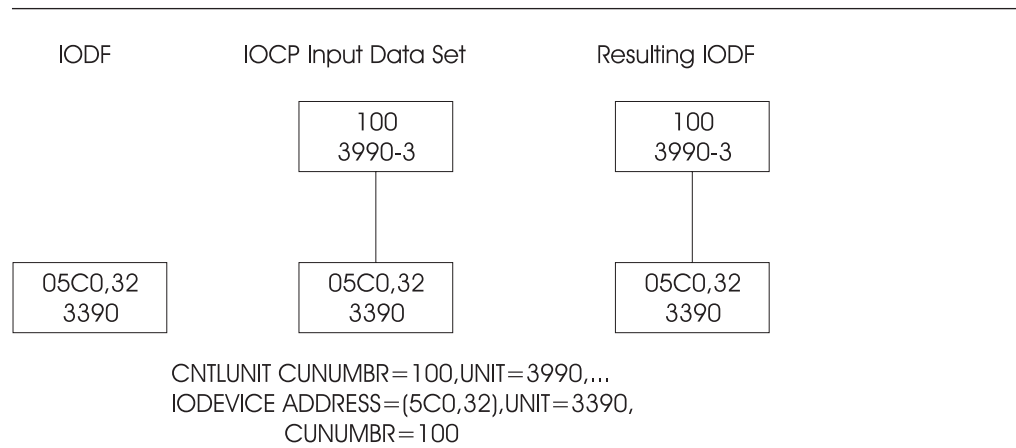 IODF
IOCP Input Data Set
Resulting IODF
100
3990-3
100
3990-3
05C0,32
3390
05C0,32
3390
05C0,32
3390
CNTLUNIT CUNUMBR=100,UNIT=3990,...
IODEVICE ADDRESS=(5C0,32),UNIT=3390,
CUNUMBR=100